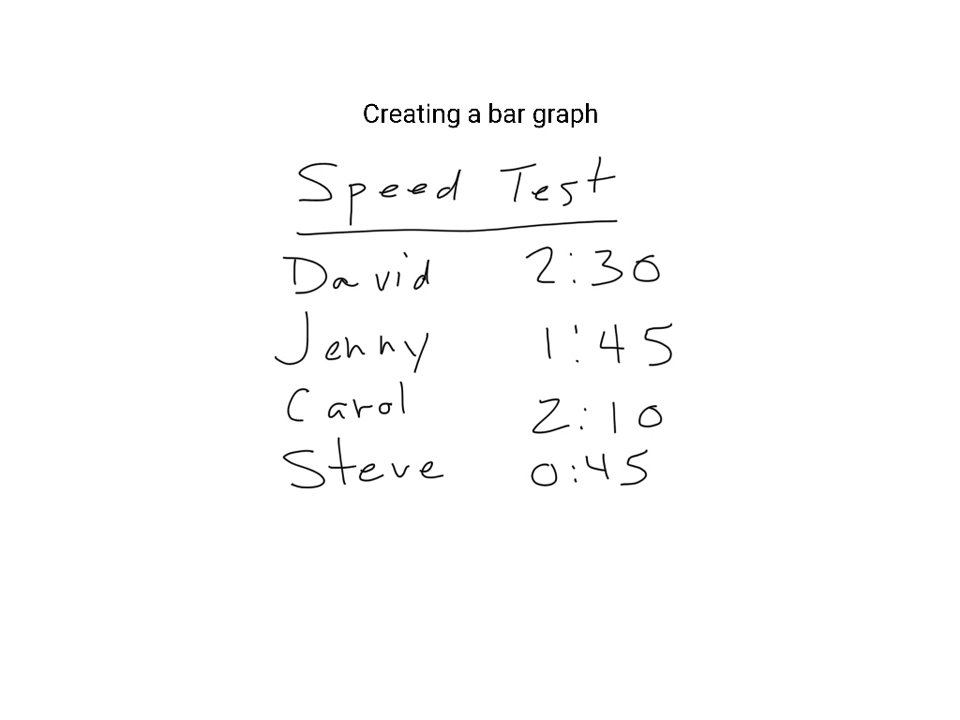 Creating a bar graph
Speed Test
David 2:30
Jenny 1:45
Carol 2:10
Steve 0:45